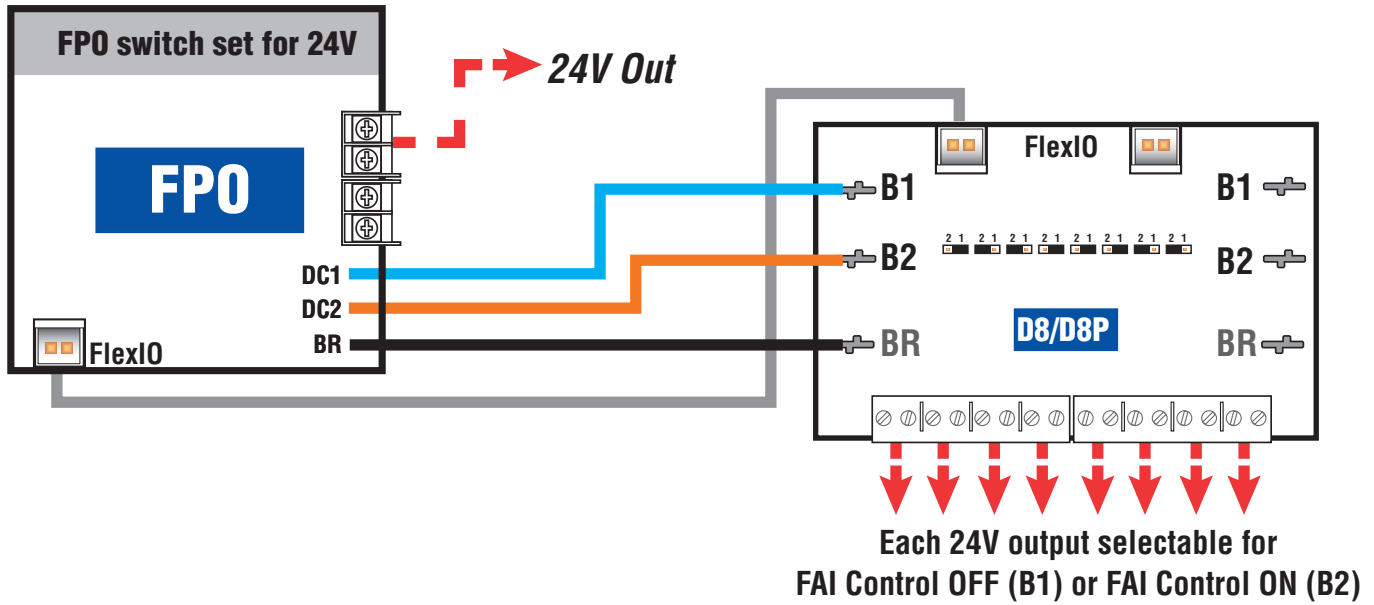 FPO switch set for 24V
24V Out
FPO
DC1
DC2
BR
FlexIO
FlexIO
B1
B1
2 1 2 1 2 1 2 1 2 1 2 1 2 1 2 1
B2
B2
D8/D8P
BR
BR
Each 24V output selectable for
FAI Control OFF (B1) or FAI Control ON (B2)